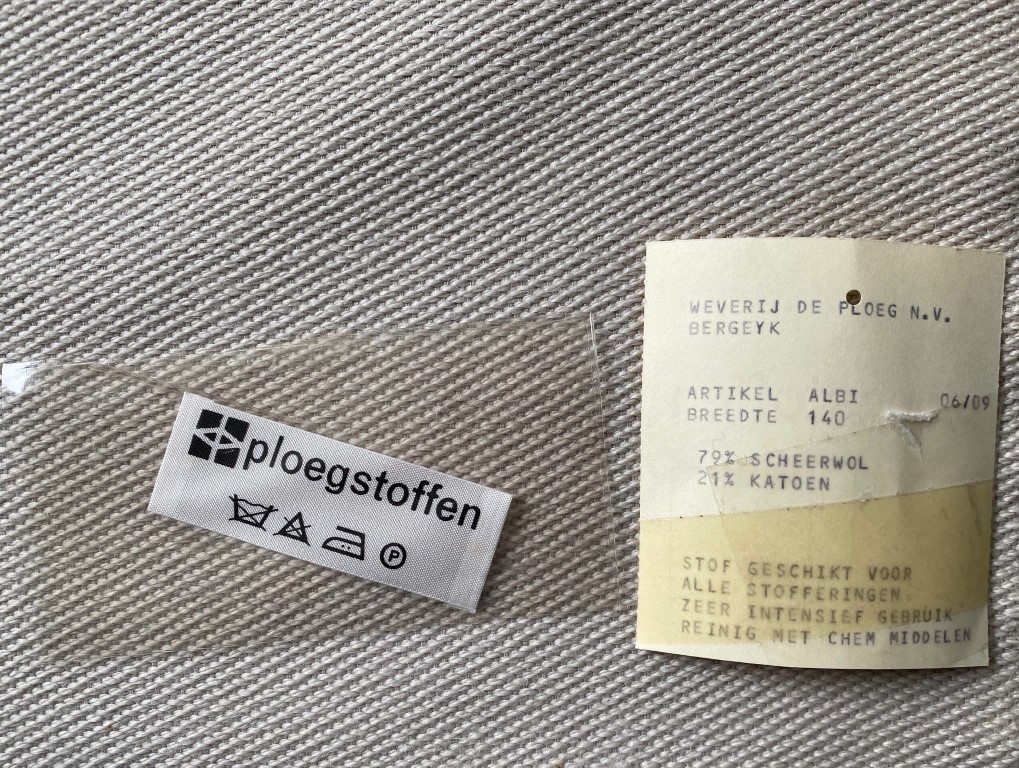 ploegstoffen
P
WEVERIJ DE PLOEG N.V.
BERGEYK
ARTIKEL ALBI 06/09
BREEDTE 140
79% SCHEERWOL
21% KATOEN
STOF GESCHIKT VOOR
ALLE STOFFERINGEN
ZEER INTENSIEF GEBRUIK
REINIG MET CHEM MIDDELEN